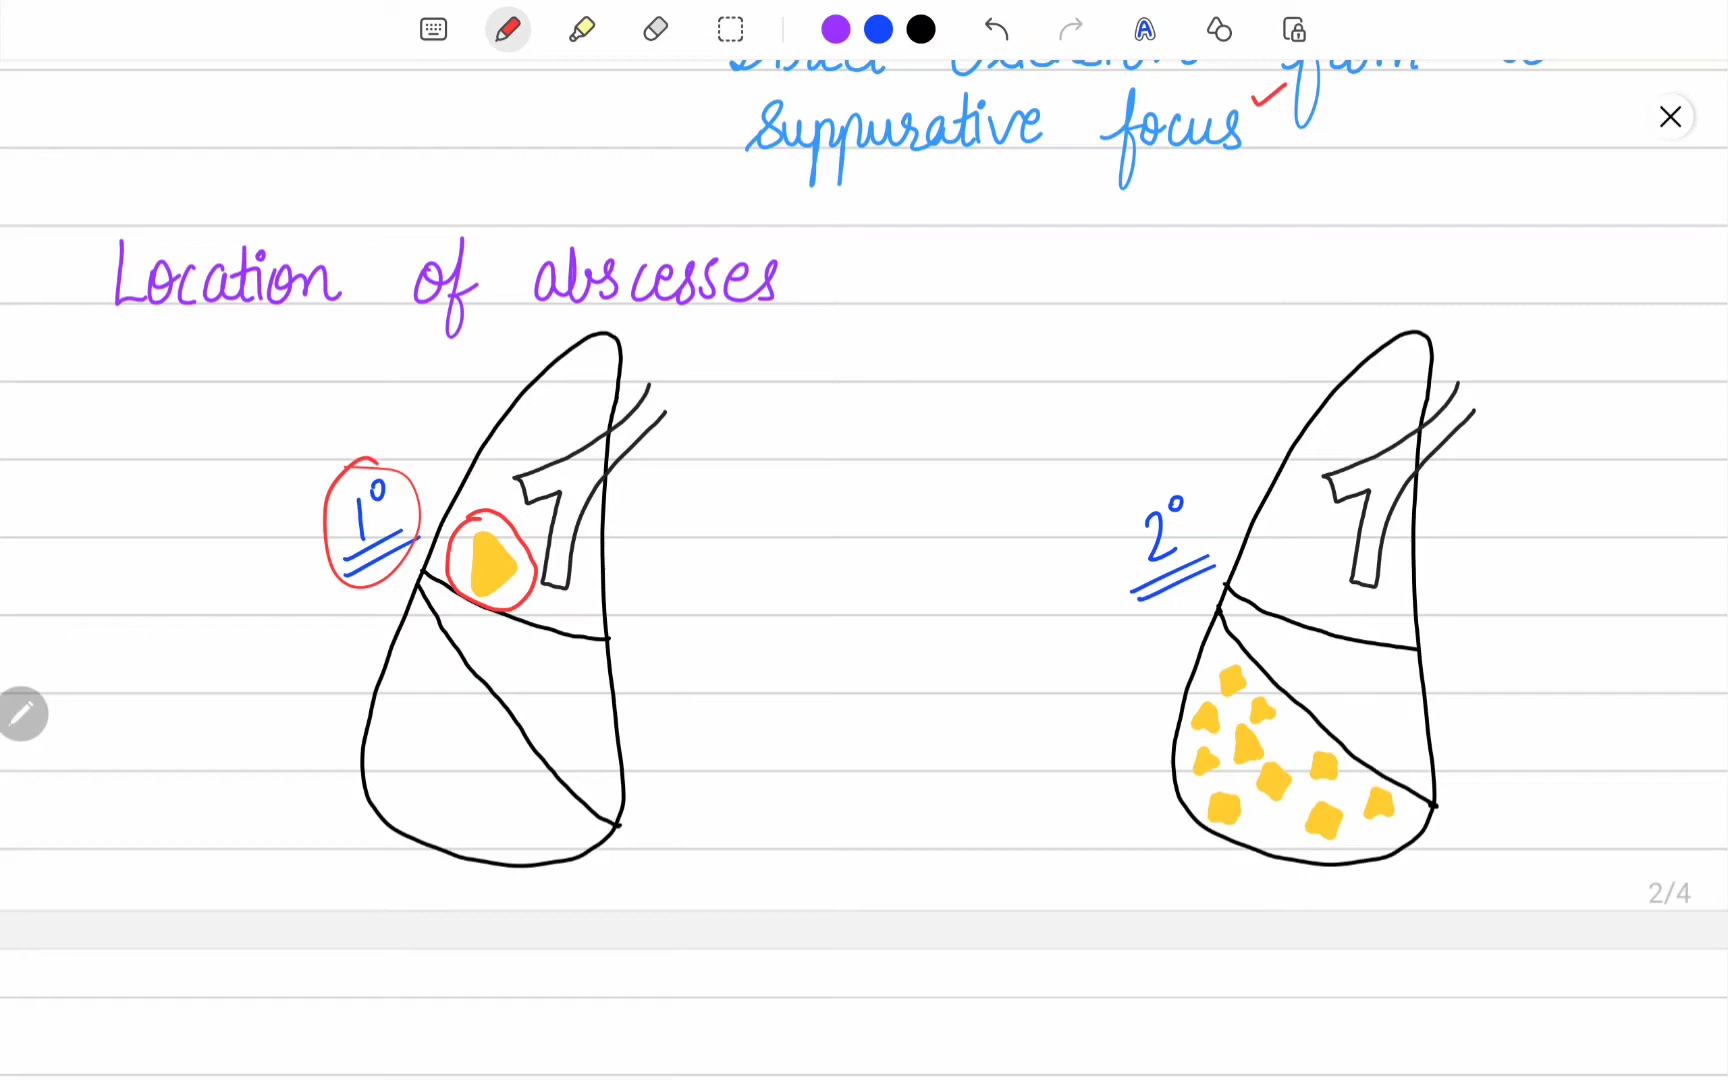 suppurative focus
Location of abscesses
1°
2°
2/4